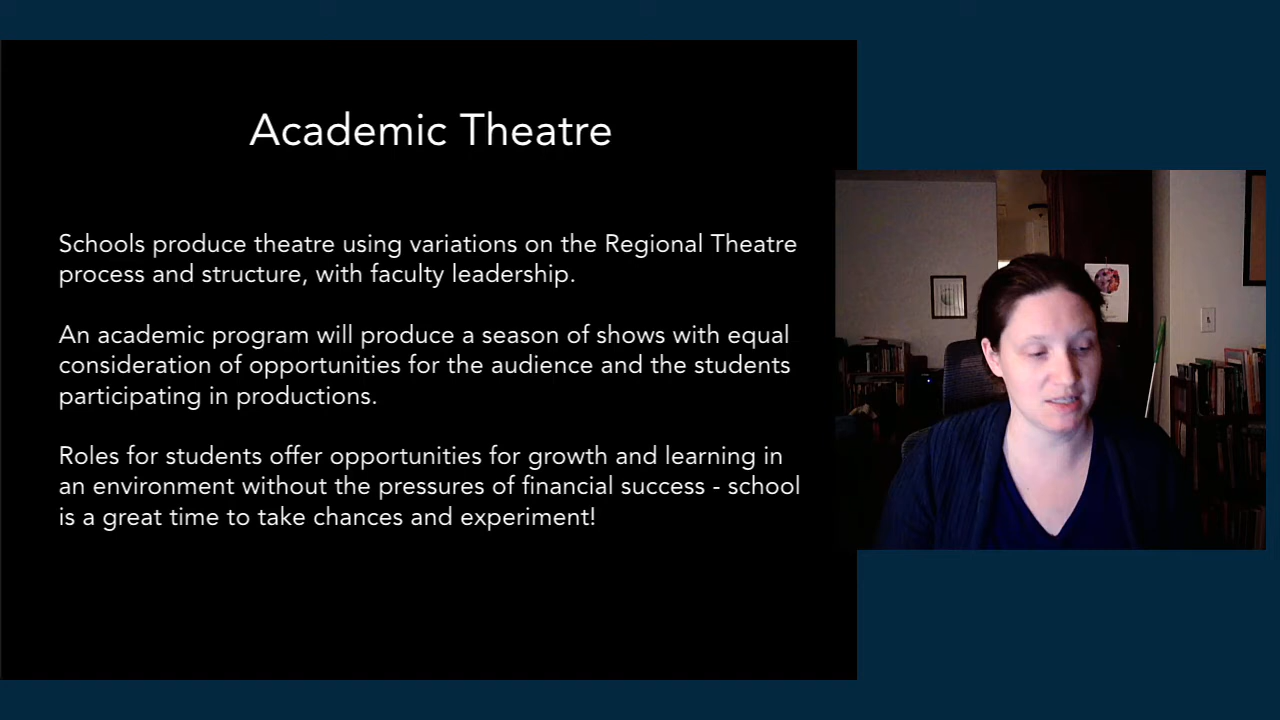 Academic Theatre
Schools produce theatre using variations on the Regional Theatre
process and structure, with faculty leadership.
An academic program will produce a season of shows with equal
consideration of opportunities for the audience and the students
participating in productions.
Roles for students offer opportunities for growth and learning in
an environment without the pressures of financial success - school
is a great time to take chances and experiment!